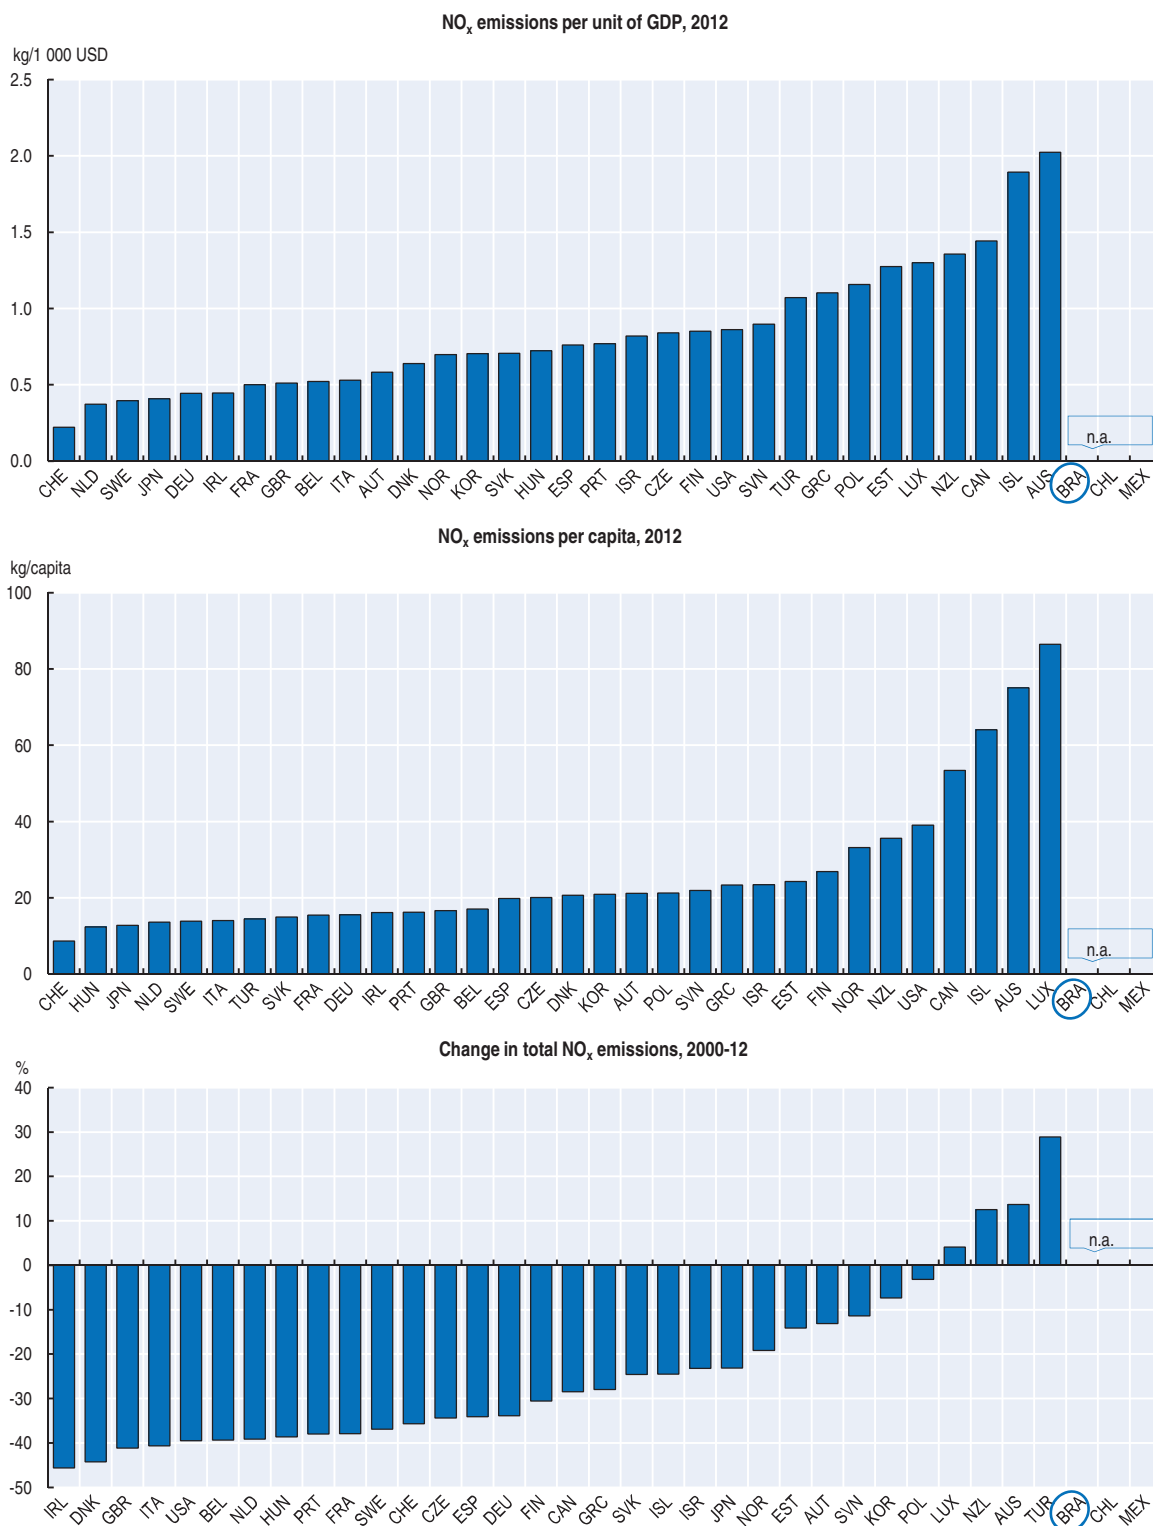 NOx emissions per unit of GDP, 2012
kg/1 000 USD
2.5
2.0
1.5
1.0
0.5
0.0
n.a.
CHE NLD SWE JPN DEU IRL FRA GBR BEL ITA AUT DNK NOR KOR SVK HUN ESP PRT ISR CZE FIN USA SVN TUR GRC POL EST LUX NZL CAN ISL AUS BRA CHL MEX
NOx emissions per capita, 2012
kg/capita
100
80
60
40
20
0
n.a.
CHE HUN JPN NLD SWE ITA TUR SVK FRA DEU IRL PRT GBR BEL ESP CZE DNK KOR AUT POL SVN GRC ISR EST FIN NOR NZL USA CAN ISL AUS LUX BRA CHL MEX
Change in total NOx emissions, 2000-12
%
40
30
20
10
0
-10
-20
-30
-40
-50
n.a.
IRL DNK GBR ITA USA BEL NLD HUN PRT FRA SWE CHE CZE ESP DEU FIN CAN GRC SVK ISL ISR JPN NOR EST AUT SVN KOR POL LUX NZL AUS TUR BRA CHL MEX